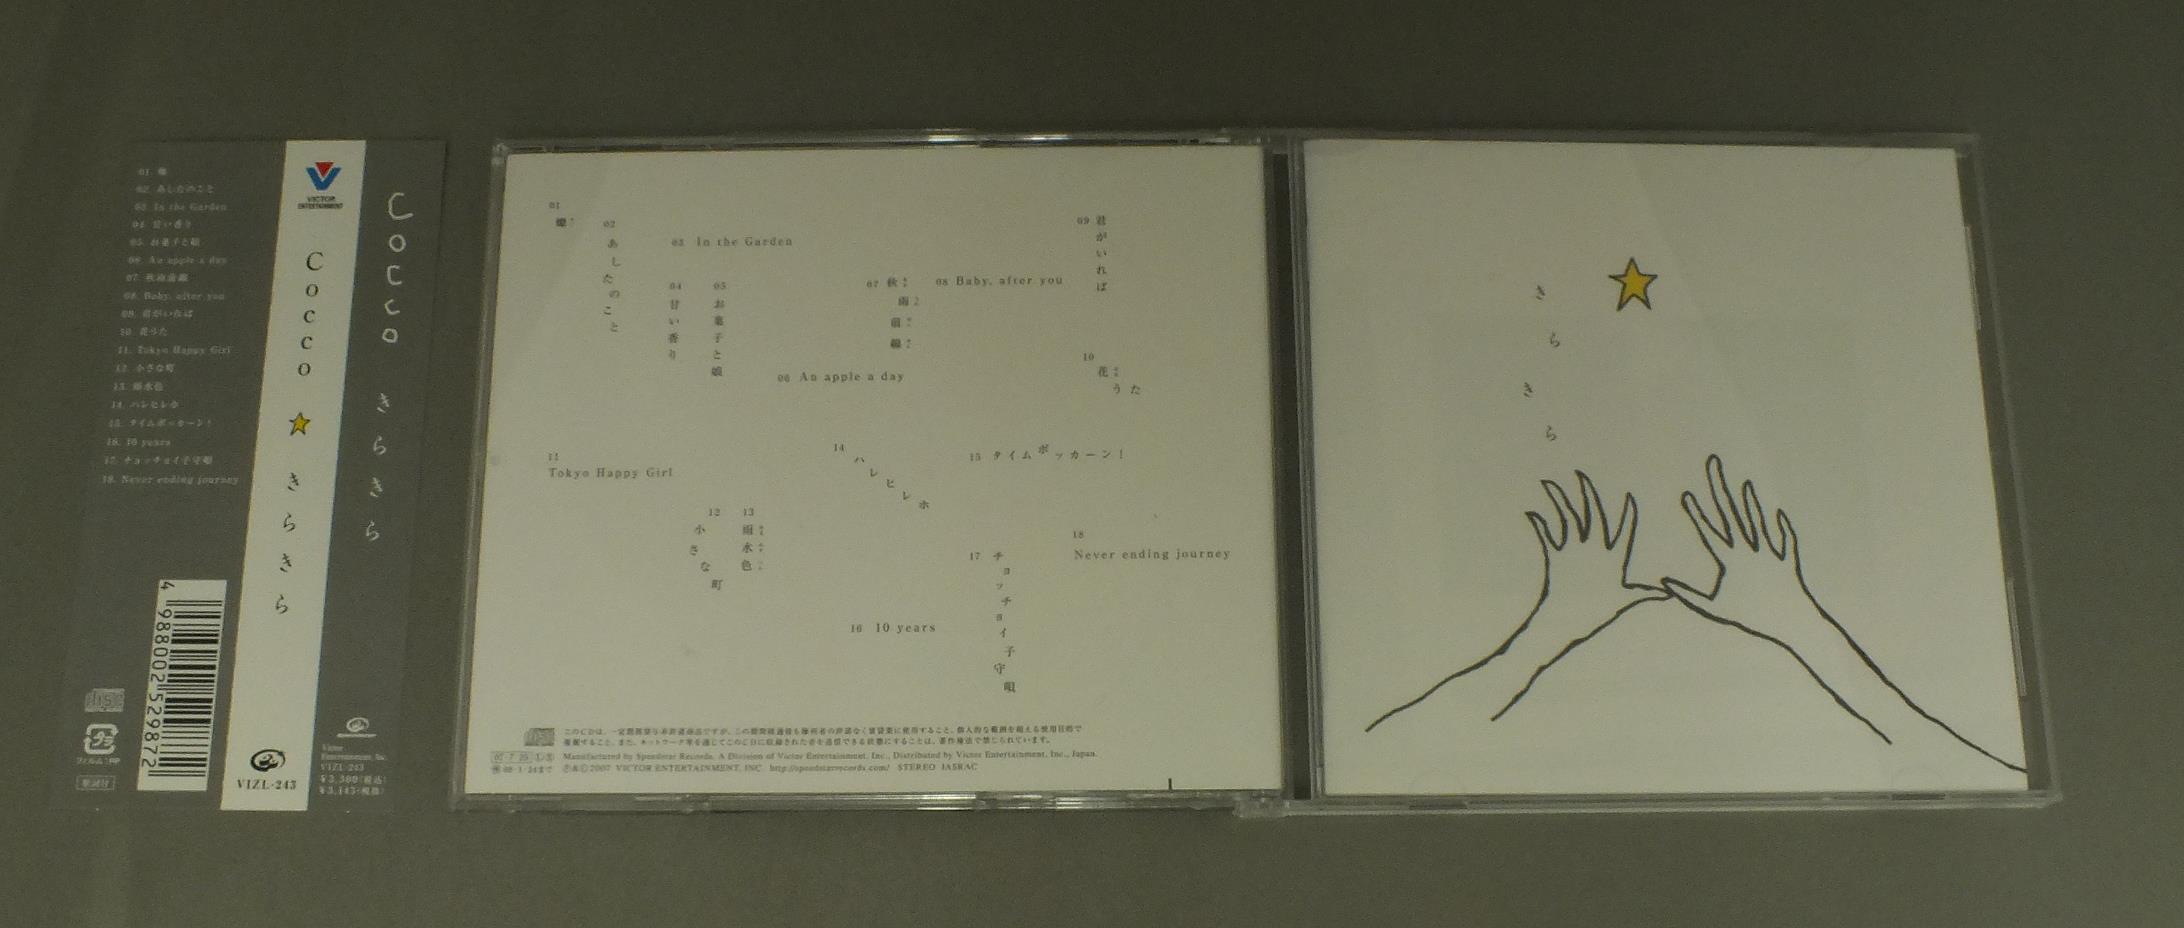 01. 燦
02. あしたのこと
03. In the Garden
04. 甘い香り
05. お菓子と娘
06. An apple a day
07. 秋雨前線
08. Baby, after you
09. 君がいれば
10. 花うた
11. Tokyo Happy Girl
12. 小さな町
13. 雨水色
14. ハレヒレホ
15. タイムボッカーン!
16. 10 years
17. チョッチョイ子守唄
18. Never ending journey
4 988002 529872
VICTOR
ENTERTAINMENT
Cocco
きらきら
VIZL-243
Cocco きらきら
Victor
Entertainment, Inc.
VIZL-243
01
燦
02
あしたのこと
03 In the Garden
04
甘い香り
05
お菓子と娘
06 An apple a day
07 秋雨前線
08 Baby, after you
09 君がいれば
10
花うた
11
Tokyo Happy Girl
12
小さな町
13
雨水色
14
ハレヒレホ
15 タイムボッカーン!
16 10 years
17 チョッチョイ子守唄
18
Never ending journey
Manufactured by Speedstar Records, A Division of Victor Entertainment, Inc., Distributed by Victor Entertainment, Inc., Japan.
℗&©2007 VICTOR ENTERTAINMENT, INC. http://speedstarrecords.com/ STEREO JASRAC
きらきら